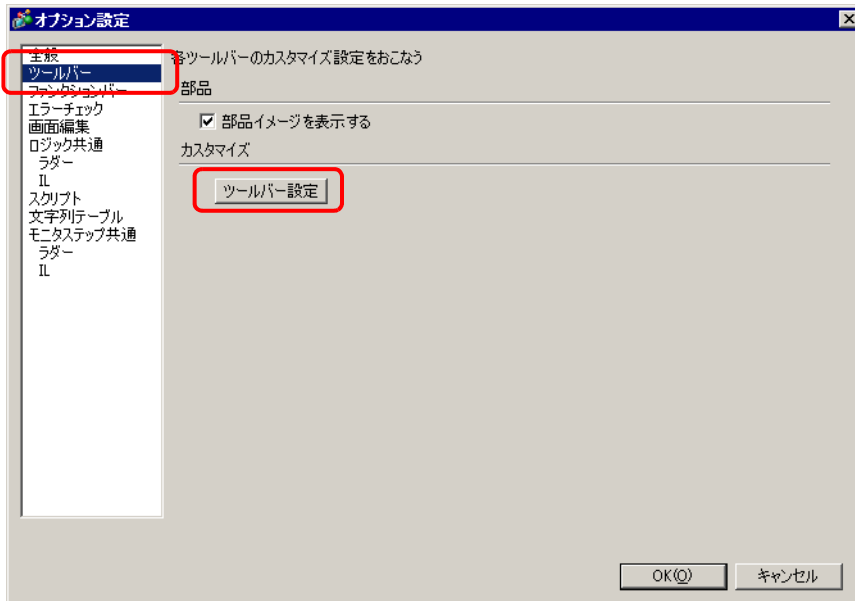 オプション設定
全般
ツールバー
ファンクションバー
エラーチェック
画面編集
ロジック共通
ラダー
IL
スクリプト
文字列テーブル
モニタステップ共通
ラダー
IL
各ツールバーのカスタマイズ設定をおこなう
部品
部品イメージを表示する
カスタマイズ
ツールバー設定
OK(O)
キャンセル